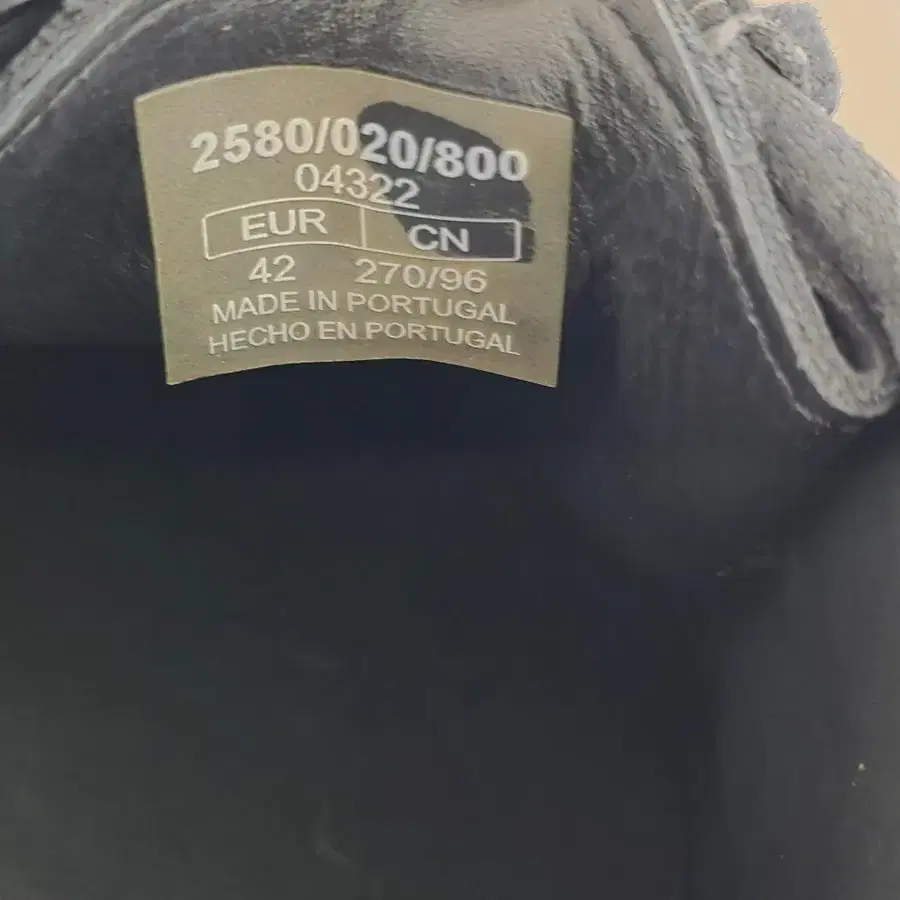 2580/020/800
04322
EUR CN
42 270/96
MADE IN PORTUGAL
HECHO EN PORTUGAL